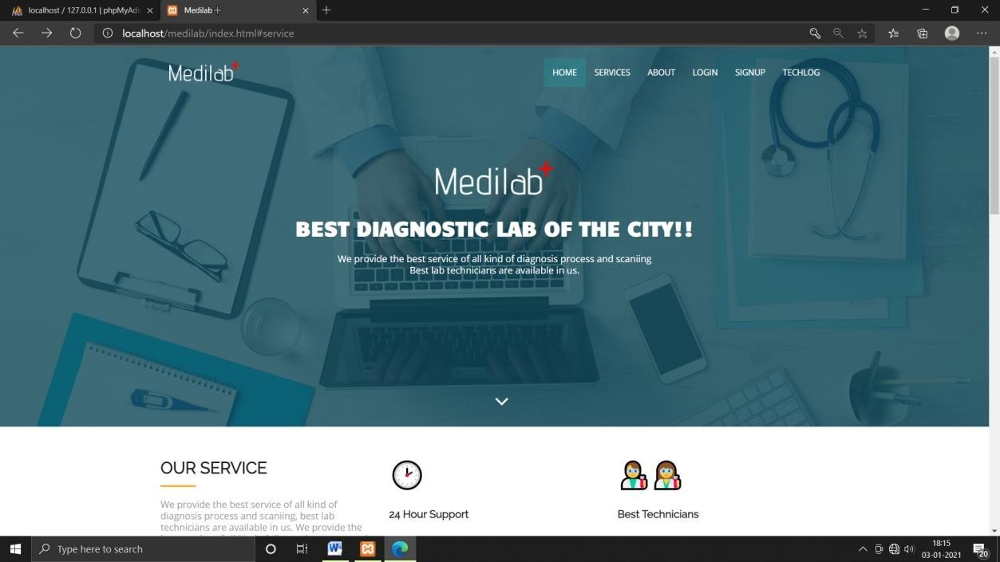 localhost / 127.0.0.1 | phpMyAdn
Medilab +
localhost/medilab/index.html#service
Medilab+
HOME SERVICES ABOUT LOGIN SIGNUP TECHLOG
Medilab+
BEST DIAGNOSTIC LAB OF THE CITY!!
We provide the best service of all kind of diagnosis process and scaniing
Best lab technicians are available in us.
OUR SERVICE
We provide the best service of all kind of
diagnosis process and scaniing, best lab
technicians are available in us. We provide the
24 Hour Support
Best Technicians
Type here to search
18:15
03-01-2021
20